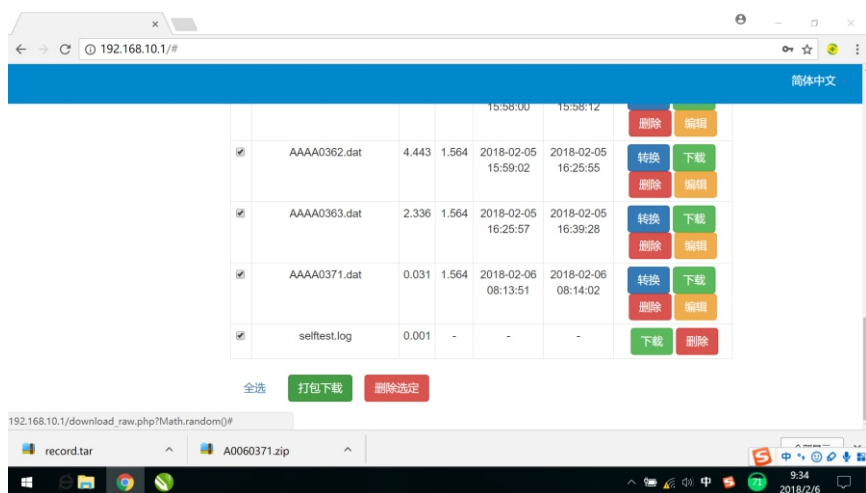 192.168.10.1/#
简体中文
15:58:00 15:58:12
删除 编辑
AAAA0362.dat 4.443 1.564 2018-02-05 2018-02-05 转换 下载
15:59:02 16:25:55
删除 编辑
AAAA0363.dat 2.336 1.564 2018-02-05 2018-02-05 转换 下载
16:25:57 16:39:28
删除 编辑
AAAA0371.dat 0.031 1.564 2018-02-06 2018-02-06 转换 下载
08:13:51 08:14:02
删除 编辑
selftest.log 0.001 - - - 下载 删除
全选 打包下载 删除选定
192.168.10.1/download_raw.php?Math.random()#
record.tar A0060371.zip
中
中 71 9:34
2018/2/6